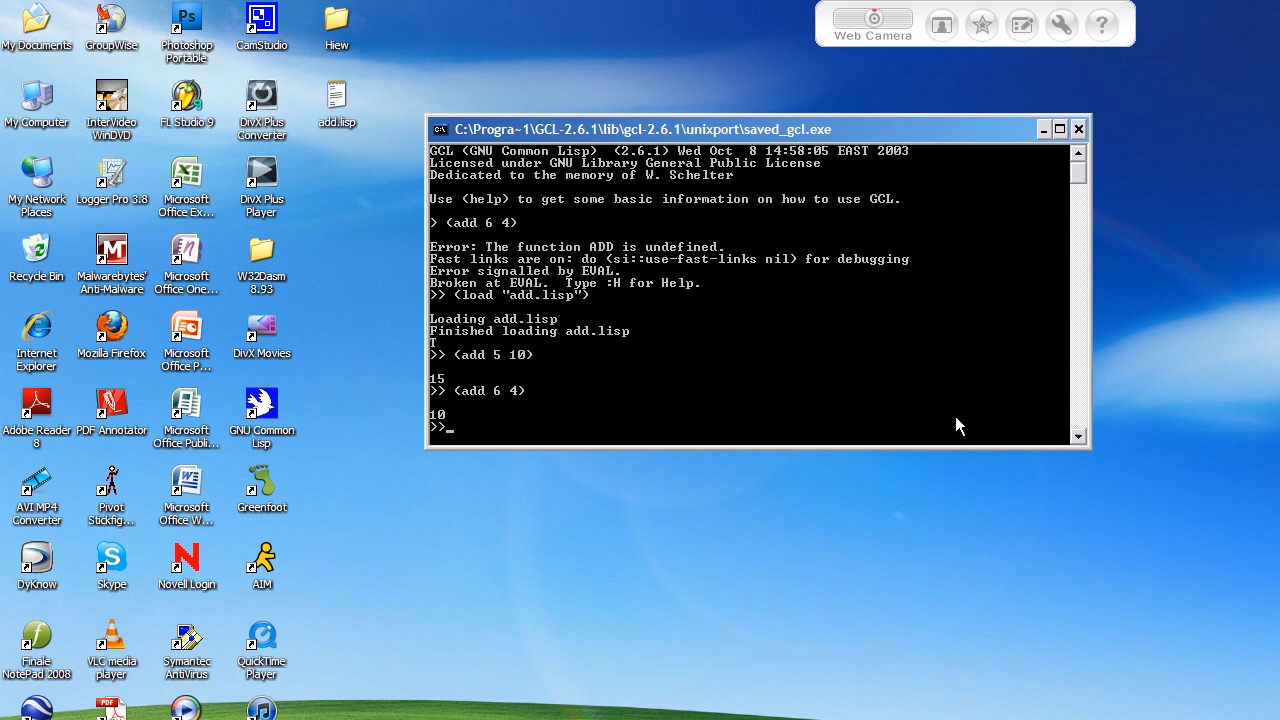 My Documents
GroupWise
Photoshop
Portable
CamStudio
Hiew
My Computer
InterVideo
WinDVD
FL Studio 9
DivX Plus
Converter
add.lisp
My Network
Places
Logger Pro 3.8
Microsoft
Office Ex...
DivX Plus
Player
Recycle Bin
Malwarebytes'
Anti-Malware
Microsoft
Office One...
W32Dasm
8.93
Internet
Explorer
Mozilla Firefox
Microsoft
Office P...
DivX Movies
Adobe Reader
8
PDF Annotator
Microsoft
Office Publi...
GNU Common
Lisp
AVI MP4
Converter
Pivot
Stickfig...
Microsoft
Office W...
Greenfoot
DyKnow
Skype
Novell Login
AIM
Finale
NotePad 2008
VLC media
player
Symantec
AntiVirus
QuickTime
Player
PDF
Web Camera
C:\Progra~1\GCL-2.6.1\lib\gcl-2.6.1\unixport\saved_gcl.exe
GCL (GNU Common Lisp)  (2.6.1) Wed Oct  8 14:58:05 EAST 2003
Licensed under GNU Library General Public License
Dedicated to the memory of W. Schelter
Use (help) to get some basic information on how to use GCL.
> (add 6 4)
Error: The function ADD is undefined.
Fast links are on: do (si::use-fast-links nil) for debugging
Error signalled by EVAL.
Broken at EVAL.  Type :H for Help.
>> (load "add.lisp")
Loading add.lisp
Finished loading add.lisp
T
>> (add 5 10)
15
>> (add 6 4)
10
>>_